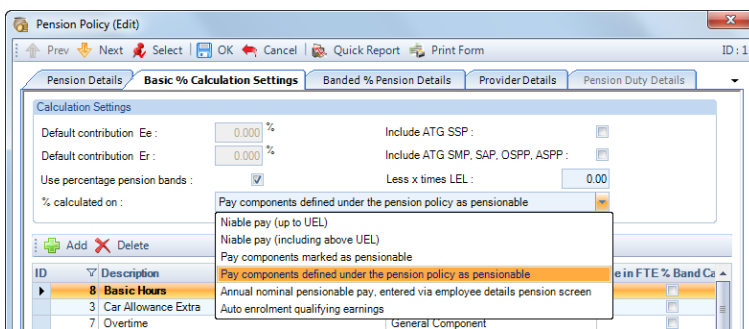 Pension Policy (Edit)
Prev Next Select OK Cancel Quick Report Print Form ID : 1
Pension Details Basic % Calculation Settings Banded % Pension Details Provider Details Pension Duty Details
Calculation Settings
Default contribution Ee : 0.000 % Include ATG SSP :
Default contribution Er : 0.000 % Include ATG SMP, SAP, OSPP, ASPP :
Use percentage pension bands : Less x times LEL : 0.00
% calculated on : Pay components defined under the pension policy as pensionable
Niable pay (up to UEL)
Niable pay (including above UEL)
Pay components marked as pensionable
Pay components defined under the pension policy as pensionable
Annual nominal pensionable pay, entered via employee details pension screen
Auto enrolment qualifying earnings
Add Delete
ID Description e in FTE % Band Ca
8 Basic Hours
3 Car Allowance Extra
7 Overtime General Component